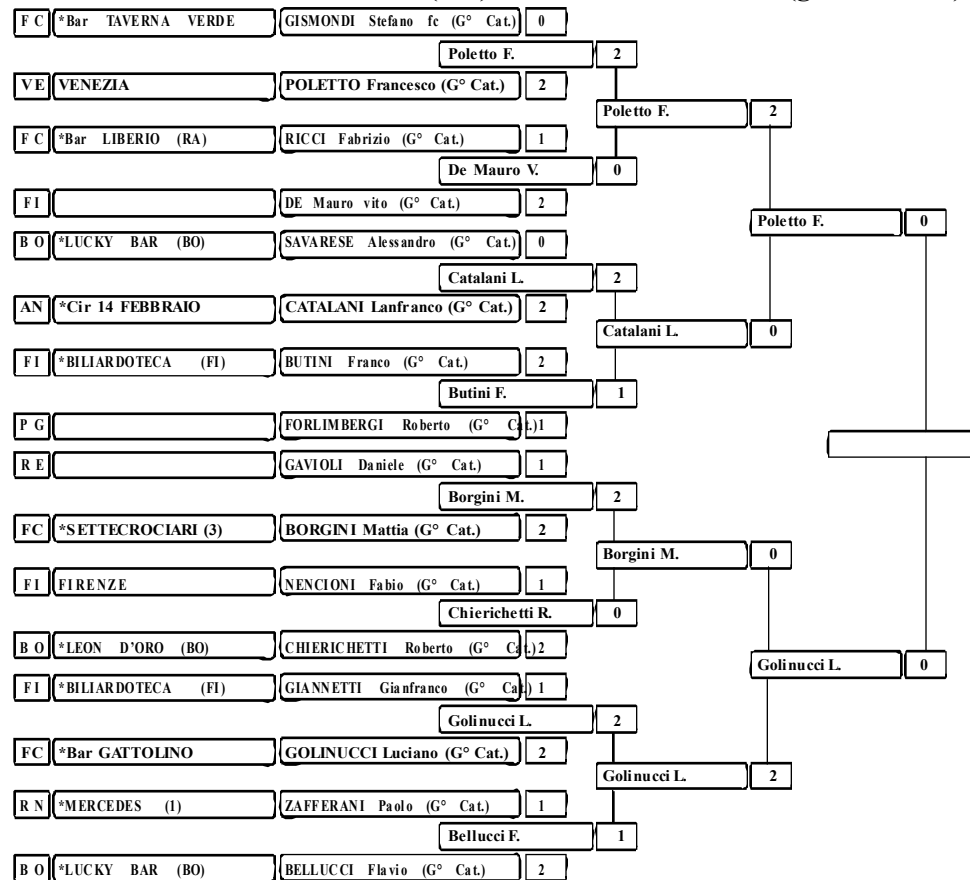 F C *Bar TAVERNA VERDE GISMONDI Stefano fc (G° Cat.) 0
Poletto F. 2
VE VENEZIA POLETTO Francesco (G° Cat.) 2
Poletto F. 2
F C *Bar LIBERIO (RA) RICCI Fabrizio (G° Cat.) 1
De Mauro V. 0
FI DE Mauro vito (G° Cat.) 2
Poletto F. 0
B O *LUCKY BAR (BO) SAVARESE Alessandro (G° Cat.) 0
Catalani L. 2
AN *Cir 14 FEBBRAIO CATALANI Lanfranco (G° Cat.) 2
Catalani L. 0
FI *BILIARDOTECA (FI) BUTINI Franco (G° Cat.) 2
Butini F. 1
P G FORLIMBERGI Roberto (G° Cat.) 1
R E GAVIOLI Daniele (G° Cat.) 1
Borgini M. 2
FC *SETTECROCIARI (3) BORGINI Mattia (G° Cat.) 2
Borgini M. 0
FI FIRENZE NENCIONI Fabio (G° Cat.) 1
Chierichetti R. 0
B O *LEON D'ORO (BO) CHIERICHETTI Roberto (G° Cat.) 2
Golinucci L. 0
FI *BILIARDOTECA (FI) GIANNETTI Gianfranco (G° Cat.) 1
Golinucci L. 2
FC *Bar GATTOLINO GOLINUCCI Luciano (G° Cat.) 2
Golinucci L. 2
R N *MERCEDES (1) ZAFFERANI Paolo (G° Cat.) 1
Bellucci F. 1
B O *LUCKY BAR (BO) BELLUCCI Flavio (G° Cat.) 2